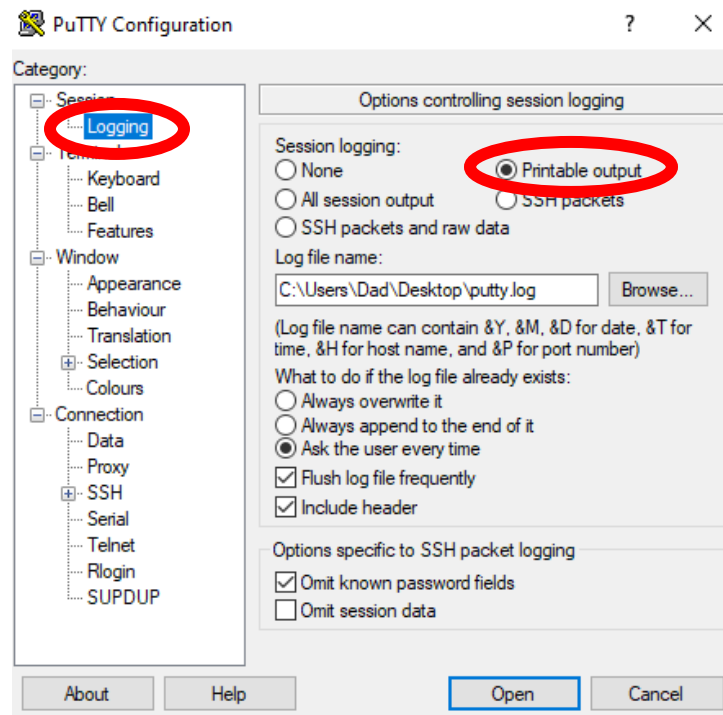 PuTTY Configuration ? ×
Category:
Session
Logging
Terminal
Keyboard
Bell
Features
Window
Appearance
Behaviour
Translation
Selection
Colours
Connection
Data
Proxy
SSH
Serial
Telnet
Rlogin
SUPDUP
Options controlling session logging
Session logging:
None
Printable output
All session output
SSH packets
SSH packets and raw data
Log file name:
C:\Users\Dad\Desktop\putty.log
Browse...
(Log file name can contain &Y, &M, &D for date, &T for
time, &H for host name, and &P for port number)
What to do if the log file already exists:
Always overwrite it
Always append to the end of it
Ask the user every time
Flush log file frequently
Include header
Options specific to SSH packet logging
Omit known password fields
Omit session data
About Help Open Cancel